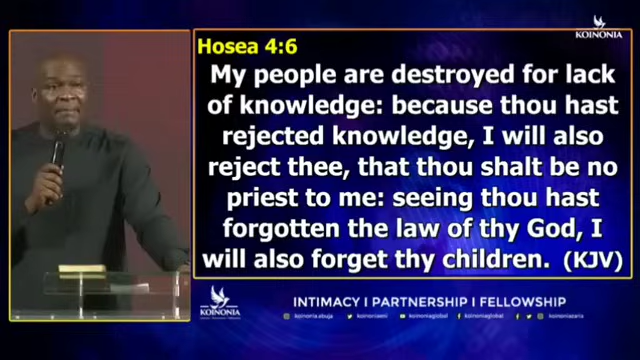 KOINONIA
Hosea 4:6
My people are destroyed for lack
of knowledge: because thou hast
rejected knowledge, I will also
reject thee, that thou shalt be no
priest to me: seeing thou hast
forgotten the law of thy God, I
will also forget thy children. (KJV)
KOINONIA
INTIMACY I PARTNERSHIP I FELLOWSHIP
koinonia.abuja koinoniaeni koinoniaglobal koinoniaglobal koinoniazaria